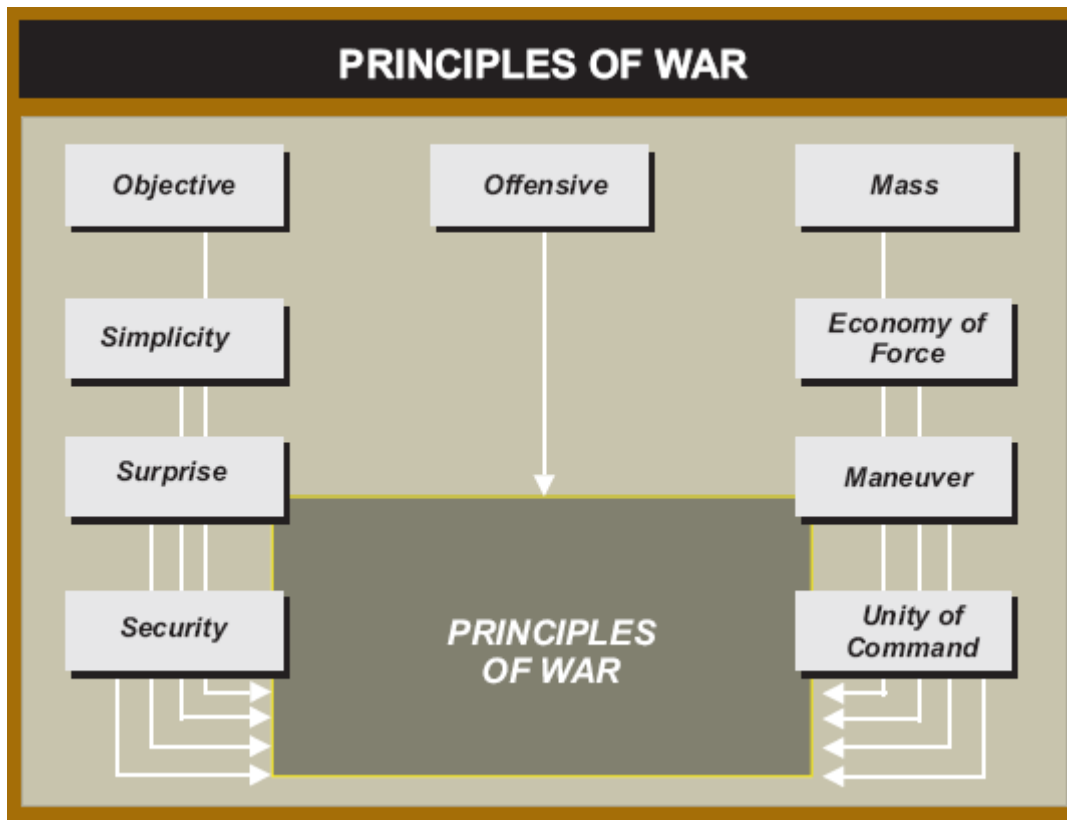 PRINCIPLES OF WAR
Objective
Offensive
Mass
Simplicity
Economy of
Force
Surprise
Maneuver
Security
PRINCIPLES
OF WAR
Unity of
Command